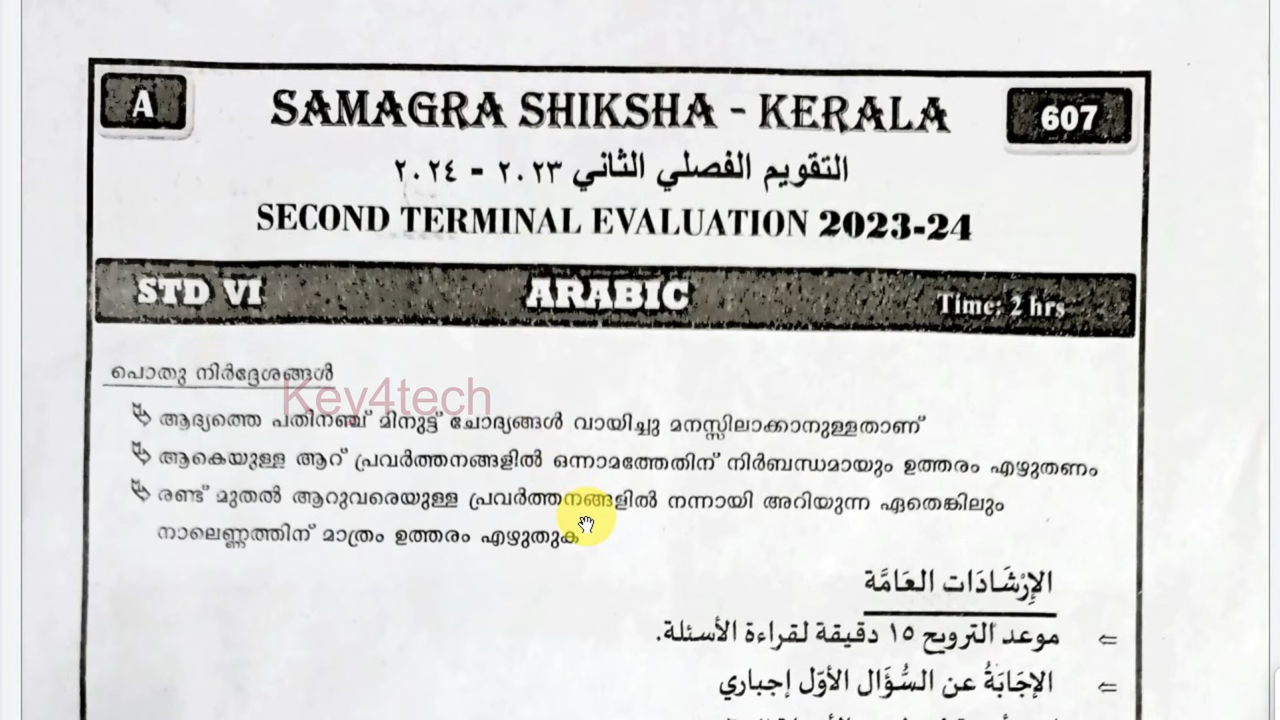 A
SAMAGRA SHIKSHA - KERALA
607
التقويم الفصلي الثاني ٢٠٢٣ - ٢٠٢٤
SECOND TERMINAL EVALUATION 2023-24
STD VI ARABIC Time: 2 hrs
പൊതു നിർദ്ദേശങ്ങൾ
Key4tech
ആദ്യത്തെ പതിനഞ്ച് മിനുട്ട് ചോദ്യങ്ങൾ വായിച്ചു മനസ്സിലാക്കാനുള്ളതാണ്
ആകെയുള്ള ആറ് പ്രവർത്തനങ്ങളിൽ ഒന്നാമത്തേതിന് നിർബന്ധമായും ഉത്തരം എഴുതണം
രണ്ട് മുതൽ ആറുവരെയുള്ള പ്രവർത്തനങ്ങളിൽ നന്നായി അറിയുന്ന ഏതെങ്കിലും
നാലെണ്ണത്തിന് മാത്രം ഉത്തരം എഴുതുക
الإِرْشَادَات العَامَّة
⇐ موعد الترويح ١٥ دقيقة لقراءة الأسئلة.
⇐ الإجَابَةُ عن السُّؤَال الأوّل إجباري